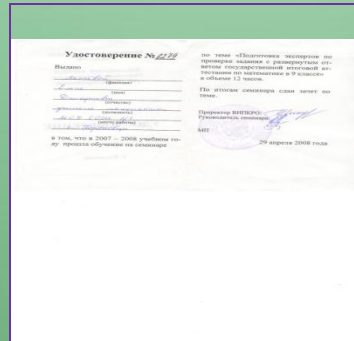 Удостоверение № 0279
Выдано
(фамилия)
(имя)
(отчество)
(должность)
(место работы)
в том, что в 2007 – 2008 учебном го-
ду прошла обучение на семинаре
по теме «Подготовка экспертов по
проверке задания с развернутым от-
ветом государственной итоговой ат-
тестации по математике в 9 классе»
в объеме 12 часов.
По итогам семинара сдан зачет по
теме.
Проректор ВИПКРО:
Руководитель семинара:
МП
29 апреля 2008 года